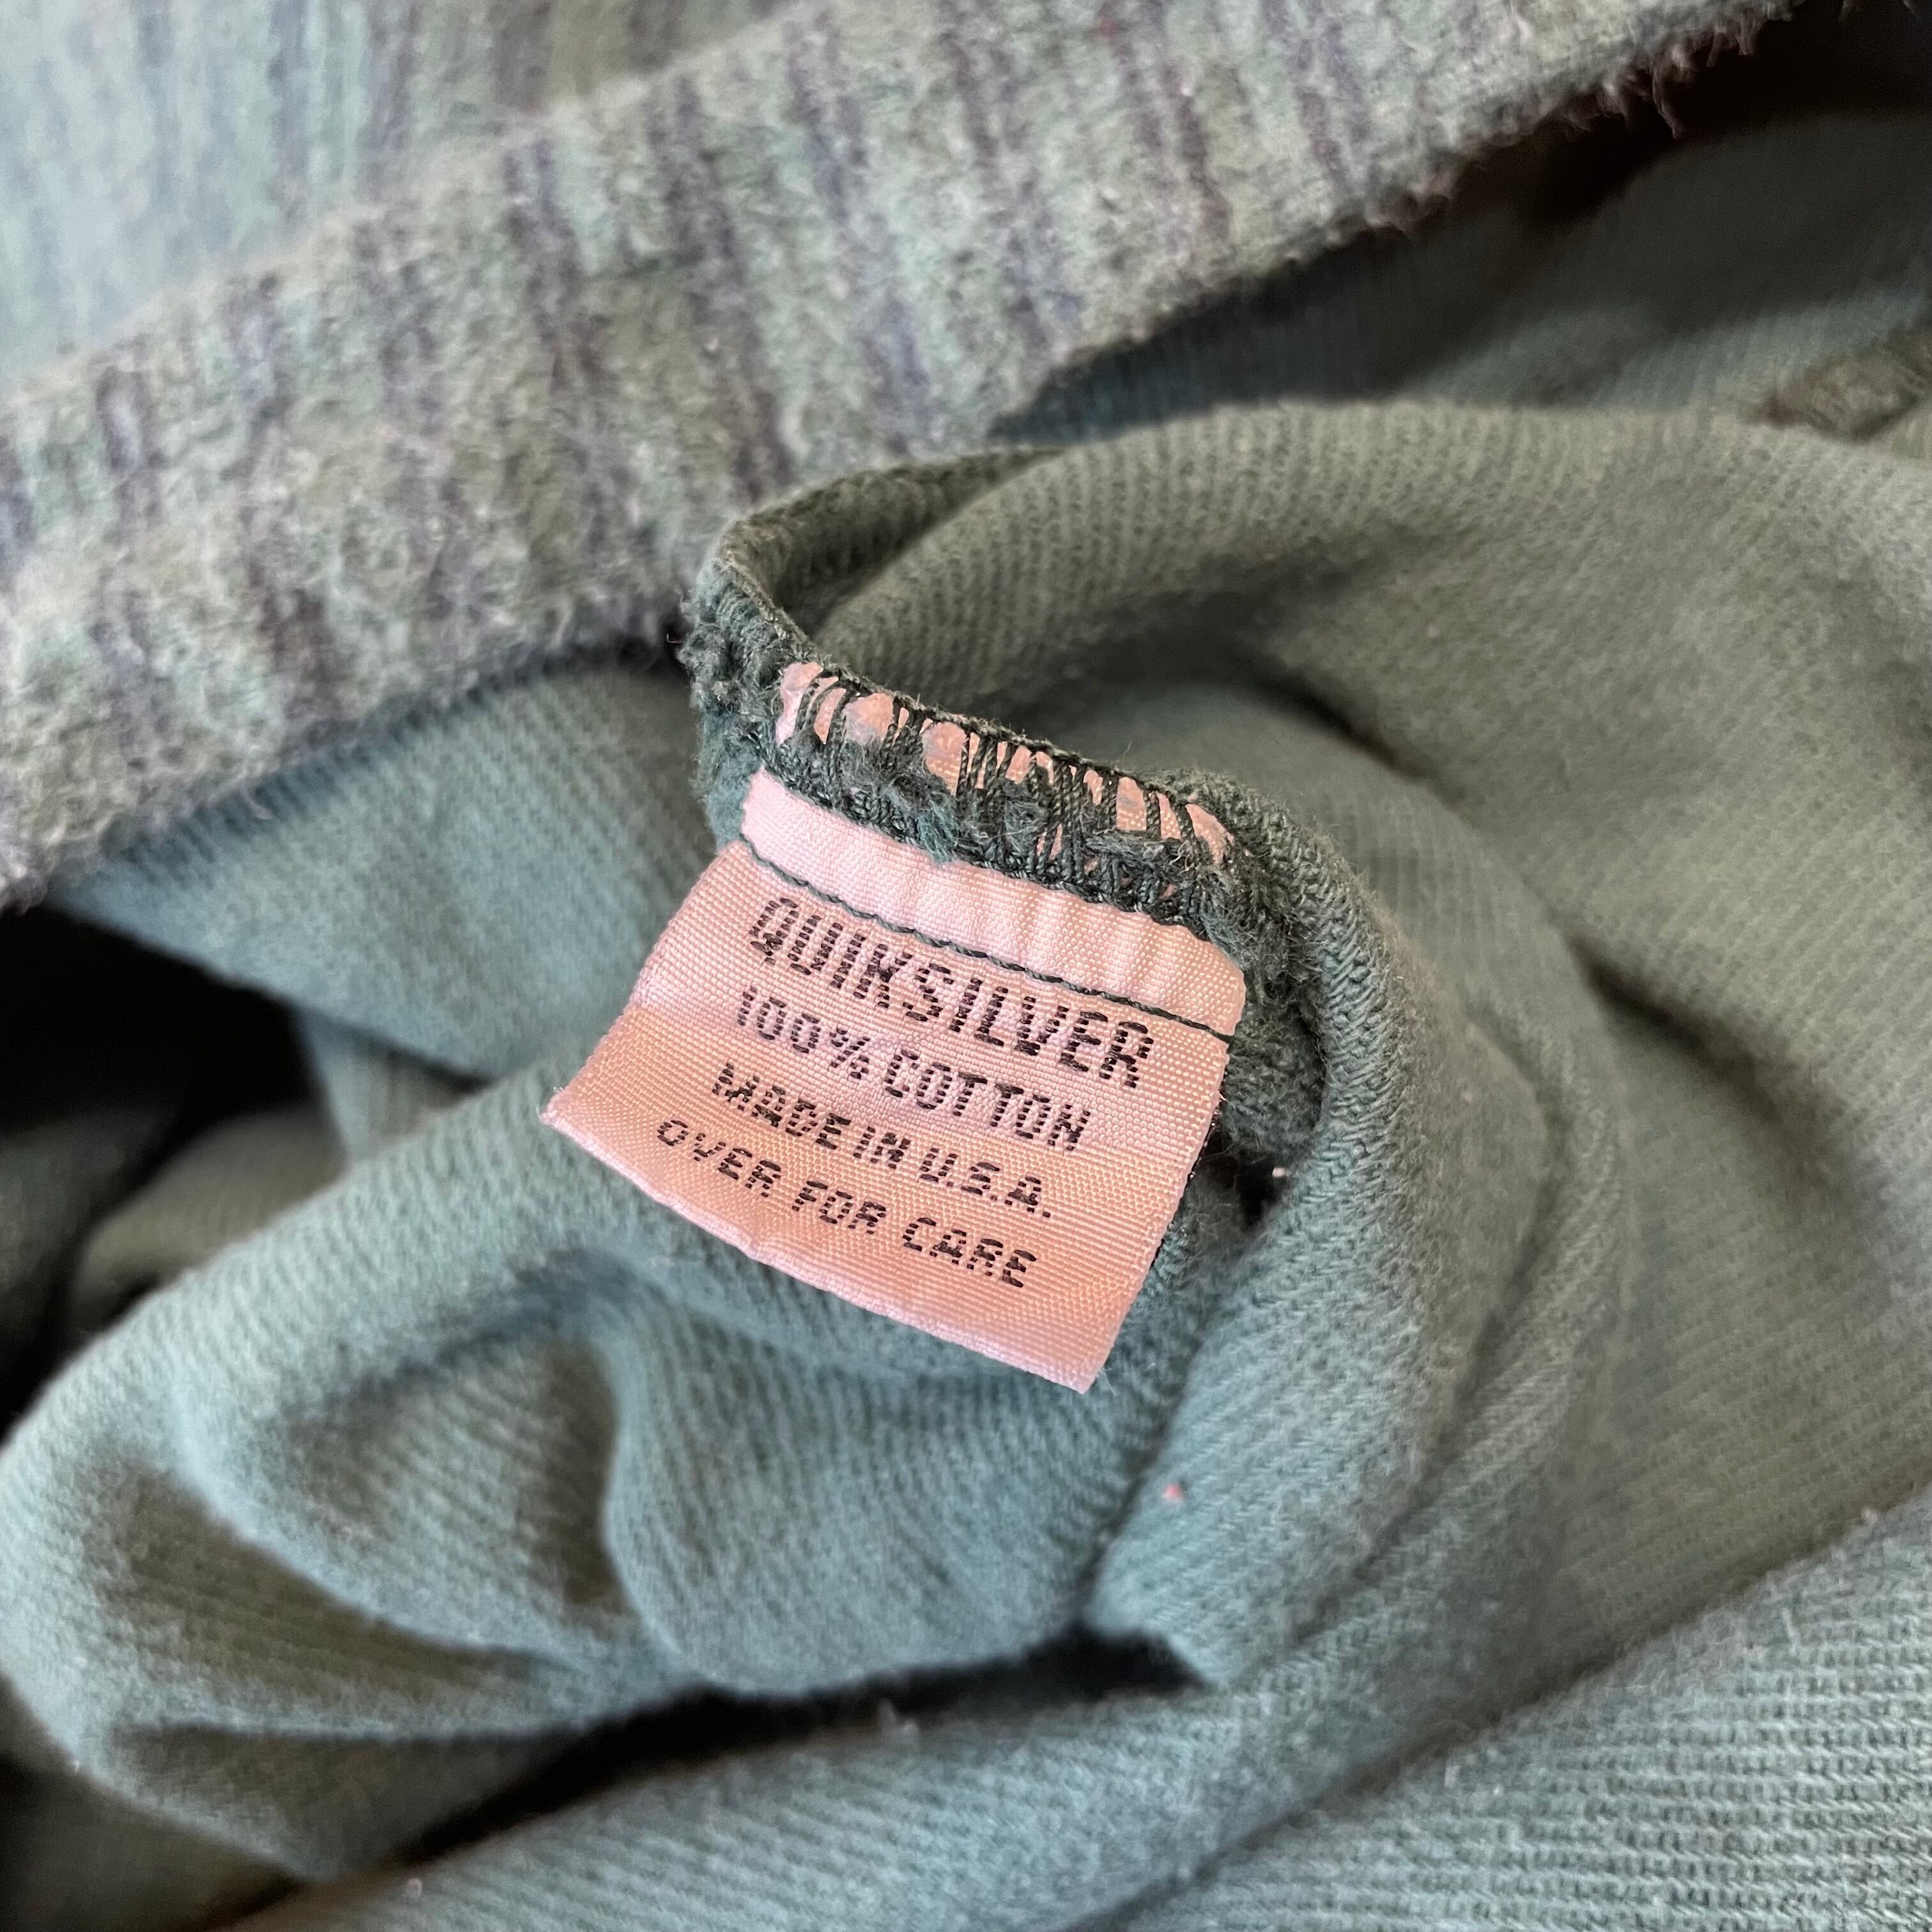 QUIKSILVER
100% COTTON
MADE IN U.S.A.
OVER FOR CARE